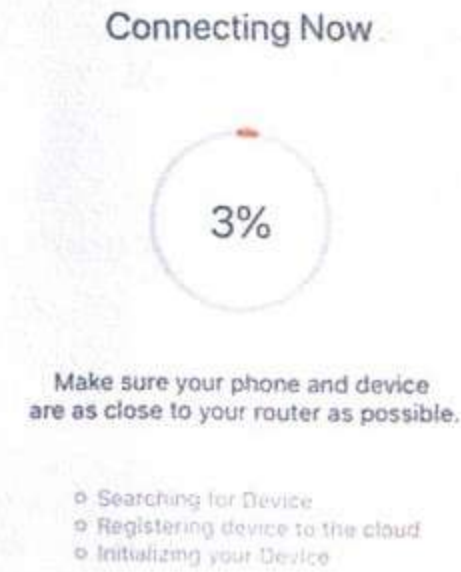 Connecting Now
3%
Make sure your phone and device
are as close to your router as possible.
Searching for Device
Registering device to the cloud
Initializing your Device